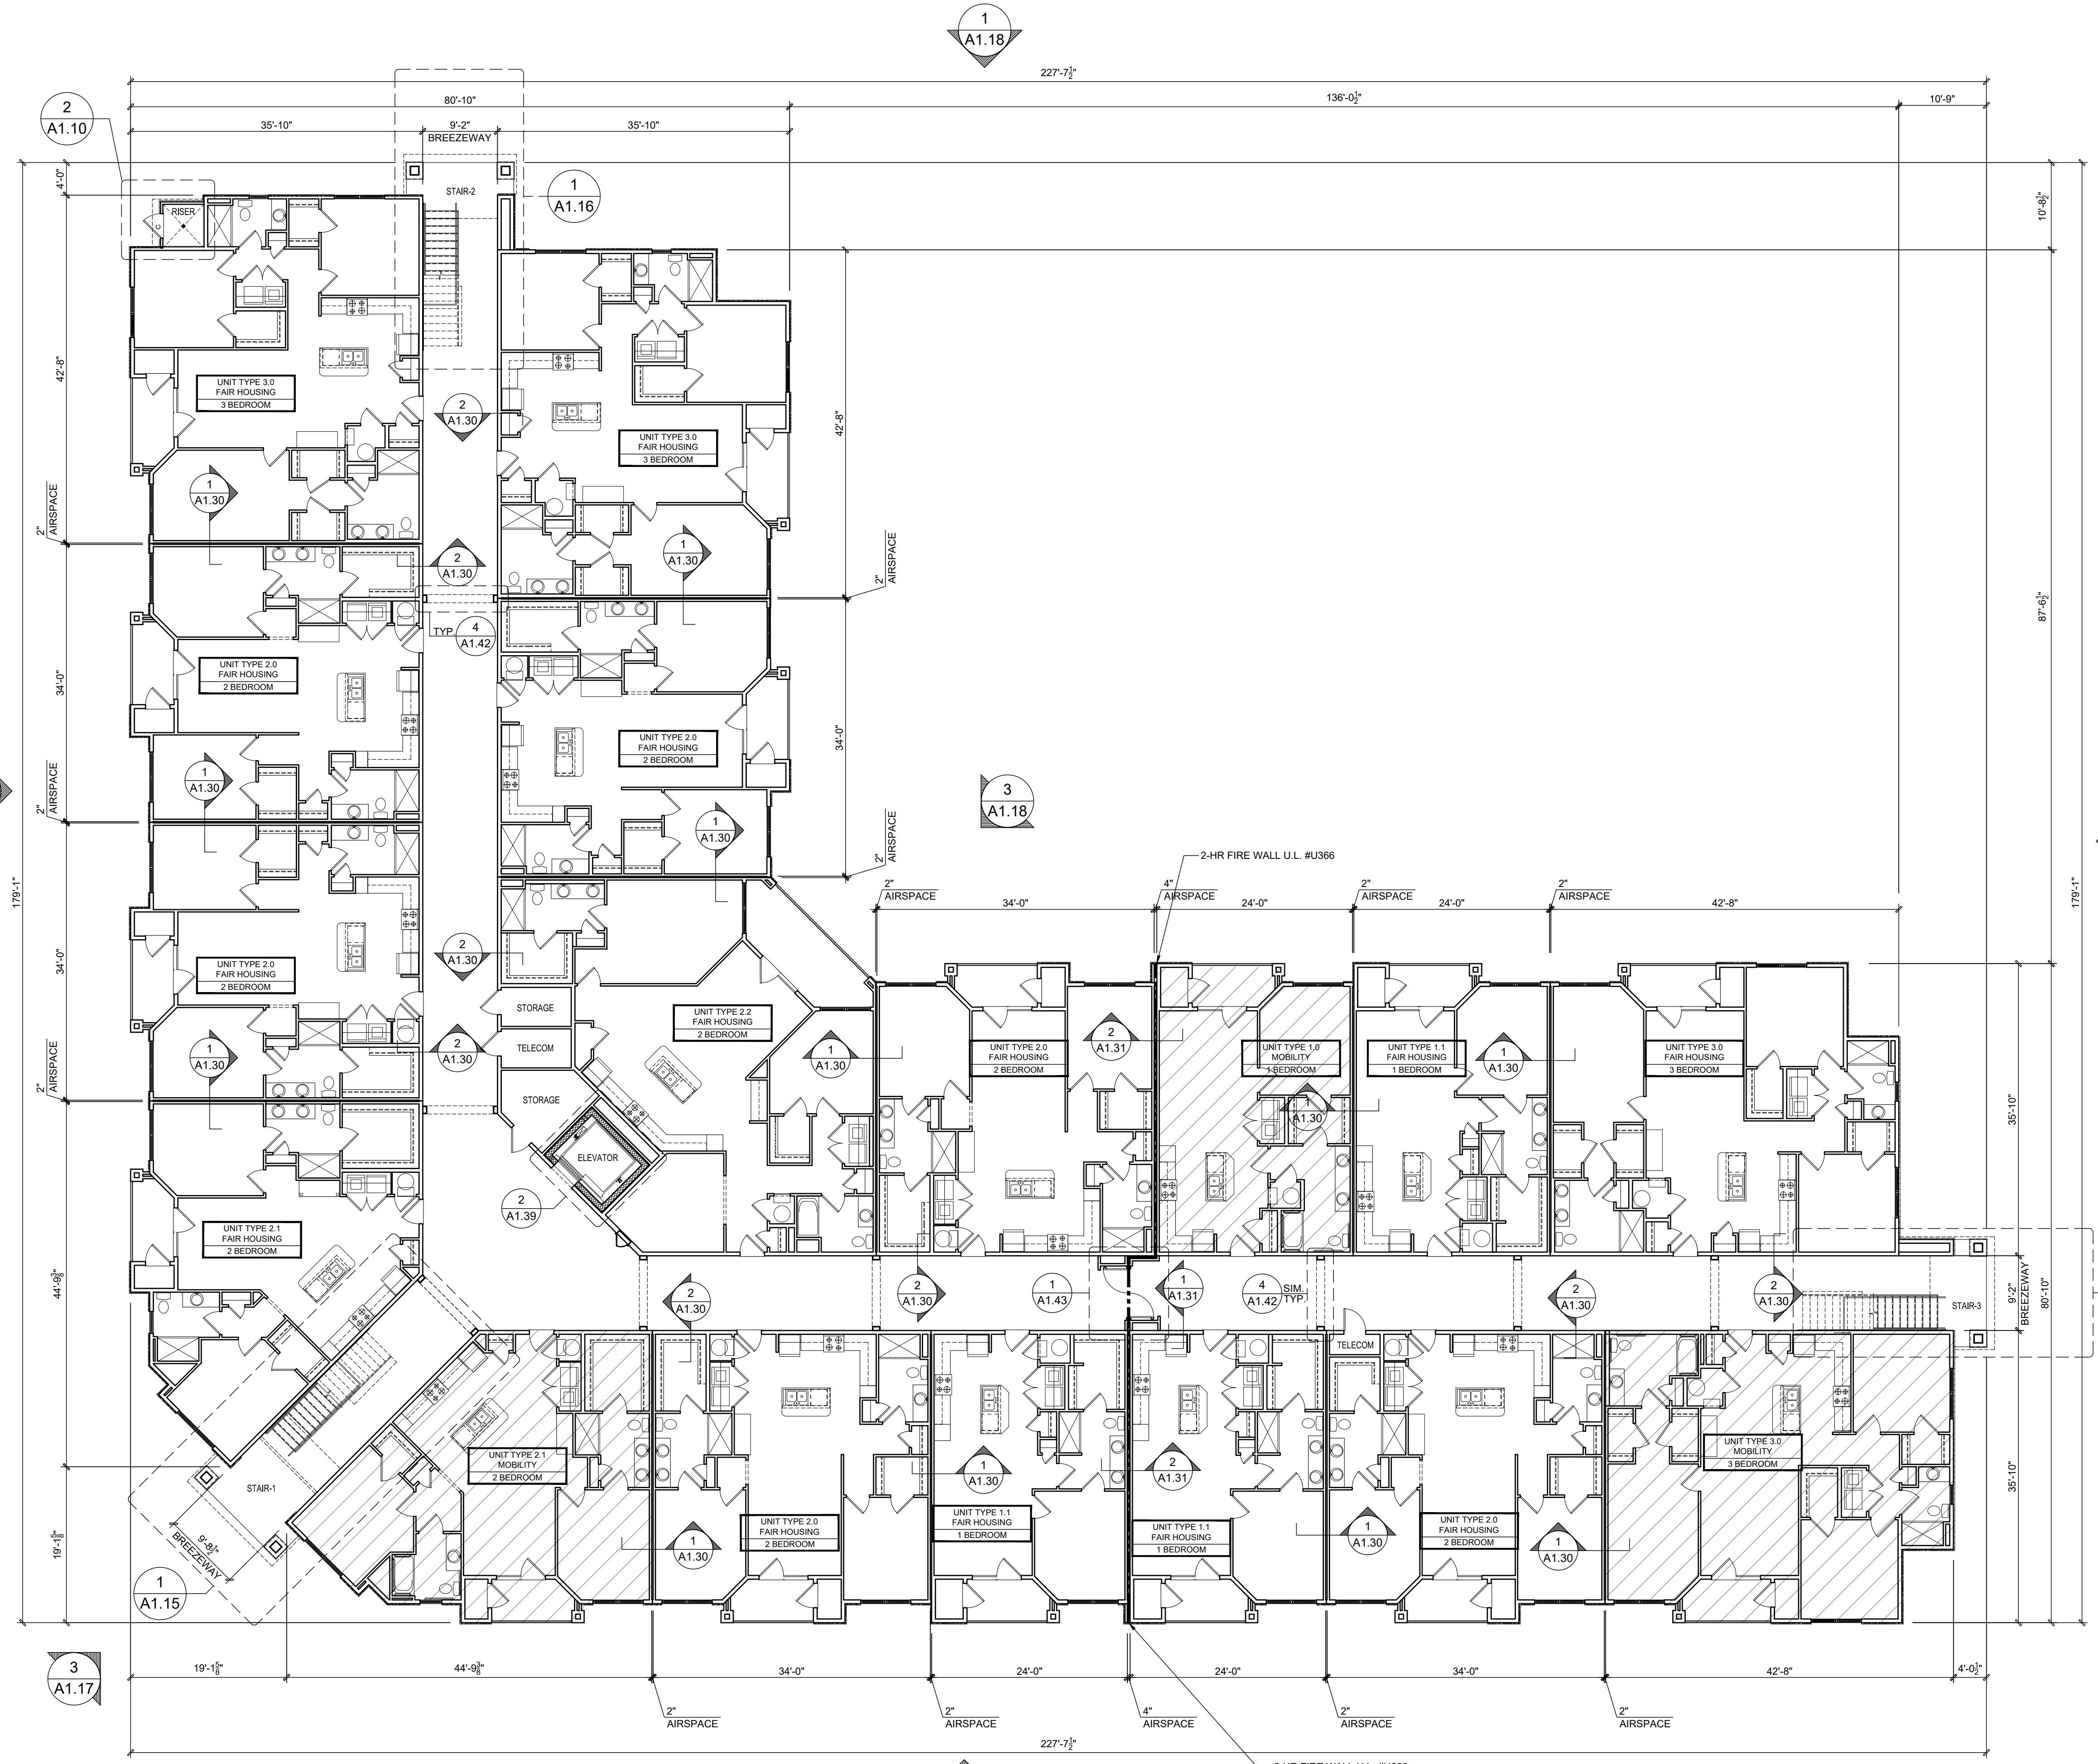 1
A1.18
227'-7½"
80'-10"
136'-0½"
10'-9"
2
A1.10
35'-10"
9'-2"
BREEZEWAY
35'-10"
4'-0"
STAIR-2
1
A1.16
RISER
10'-8½"
42'-8"
UNIT TYPE 3.0
FAIR HOUSING
3 BEDROOM
2
A1.30
42'-8"
UNIT TYPE 3.0
FAIR HOUSING
3 BEDROOM
1
A1.30
2"
AIRSPACE
2
A1.30
1
A1.30
2"
AIRSPACE
87'-6½"
TYP.
4
A1.42
34'-0"
UNIT TYPE 2.0
FAIR HOUSING
2 BEDROOM
UNIT TYPE 2.0
FAIR HOUSING
2 BEDROOM
34'-0"
1
A1.30
2"
AIRSPACE
3
A1.18
1
A1.30
2"
AIRSPACE
179'-1"
179'-1"
2-HR FIRE WALL U.L. #U366
2"
AIRSPACE
34'-0"
4"
AIRSPACE
24'-0"
2"
AIRSPACE
24'-0"
2"
AIRSPACE
42'-8"
34'-0"
UNIT TYPE 2.0
FAIR HOUSING
2 BEDROOM
2
A1.30
STORAGE
UNIT TYPE 2.2
FAIR HOUSING
2 BEDROOM
TELECOM
1
A1.30
2
A1.30
1
A1.30
UNIT TYPE 2.0
FAIR HOUSING
2 BEDROOM
2
A1.31
UNIT TYPE 1.0
MOBILITY
1 BEDROOM
UNIT TYPE 1.1
FAIR HOUSING
1 BEDROOM
1
A1.30
UNIT TYPE 3.0
FAIR HOUSING
3 BEDROOM
2"
AIRSPACE
STORAGE
1
A1.30
35'-10"
ELEVATOR
2
A1.39
UNIT TYPE 2.1
FAIR HOUSING
2 BEDROOM
44'-9⅜"
2
A1.30
2
A1.30
1
A1.43
1
A1.31
4
A1.42
SIM.
TYP.
2
A1.30
2
A1.30
STAIR-3
9'-2"
BREEZEWAY
80'-10"
TELECOM
UNIT TYPE 2.1
MOBILITY
2 BEDROOM
1
A1.30
2
A1.31
UNIT TYPE 3.0
MOBILITY
3 BEDROOM
STAIR-1
35'-10"
19'-1⅝"
9'-8½"
BREEZEWAY
1
A1.15
1
A1.30
UNIT TYPE 2.0
FAIR HOUSING
2 BEDROOM
UNIT TYPE 1.1
FAIR HOUSING
1 BEDROOM
UNIT TYPE 1.1
FAIR HOUSING
1 BEDROOM
1
A1.30
UNIT TYPE 2.0
FAIR HOUSING
2 BEDROOM
1
A1.30
3
A1.17
19'-1⅝"
44'-9⅜"
34'-0"
24'-0"
24'-0"
34'-0"
42'-8"
4'-0½"
2"
AIRSPACE
2"
AIRSPACE
4"
AIRSPACE
2"
AIRSPACE
2"
AIRSPACE
227'-7½"